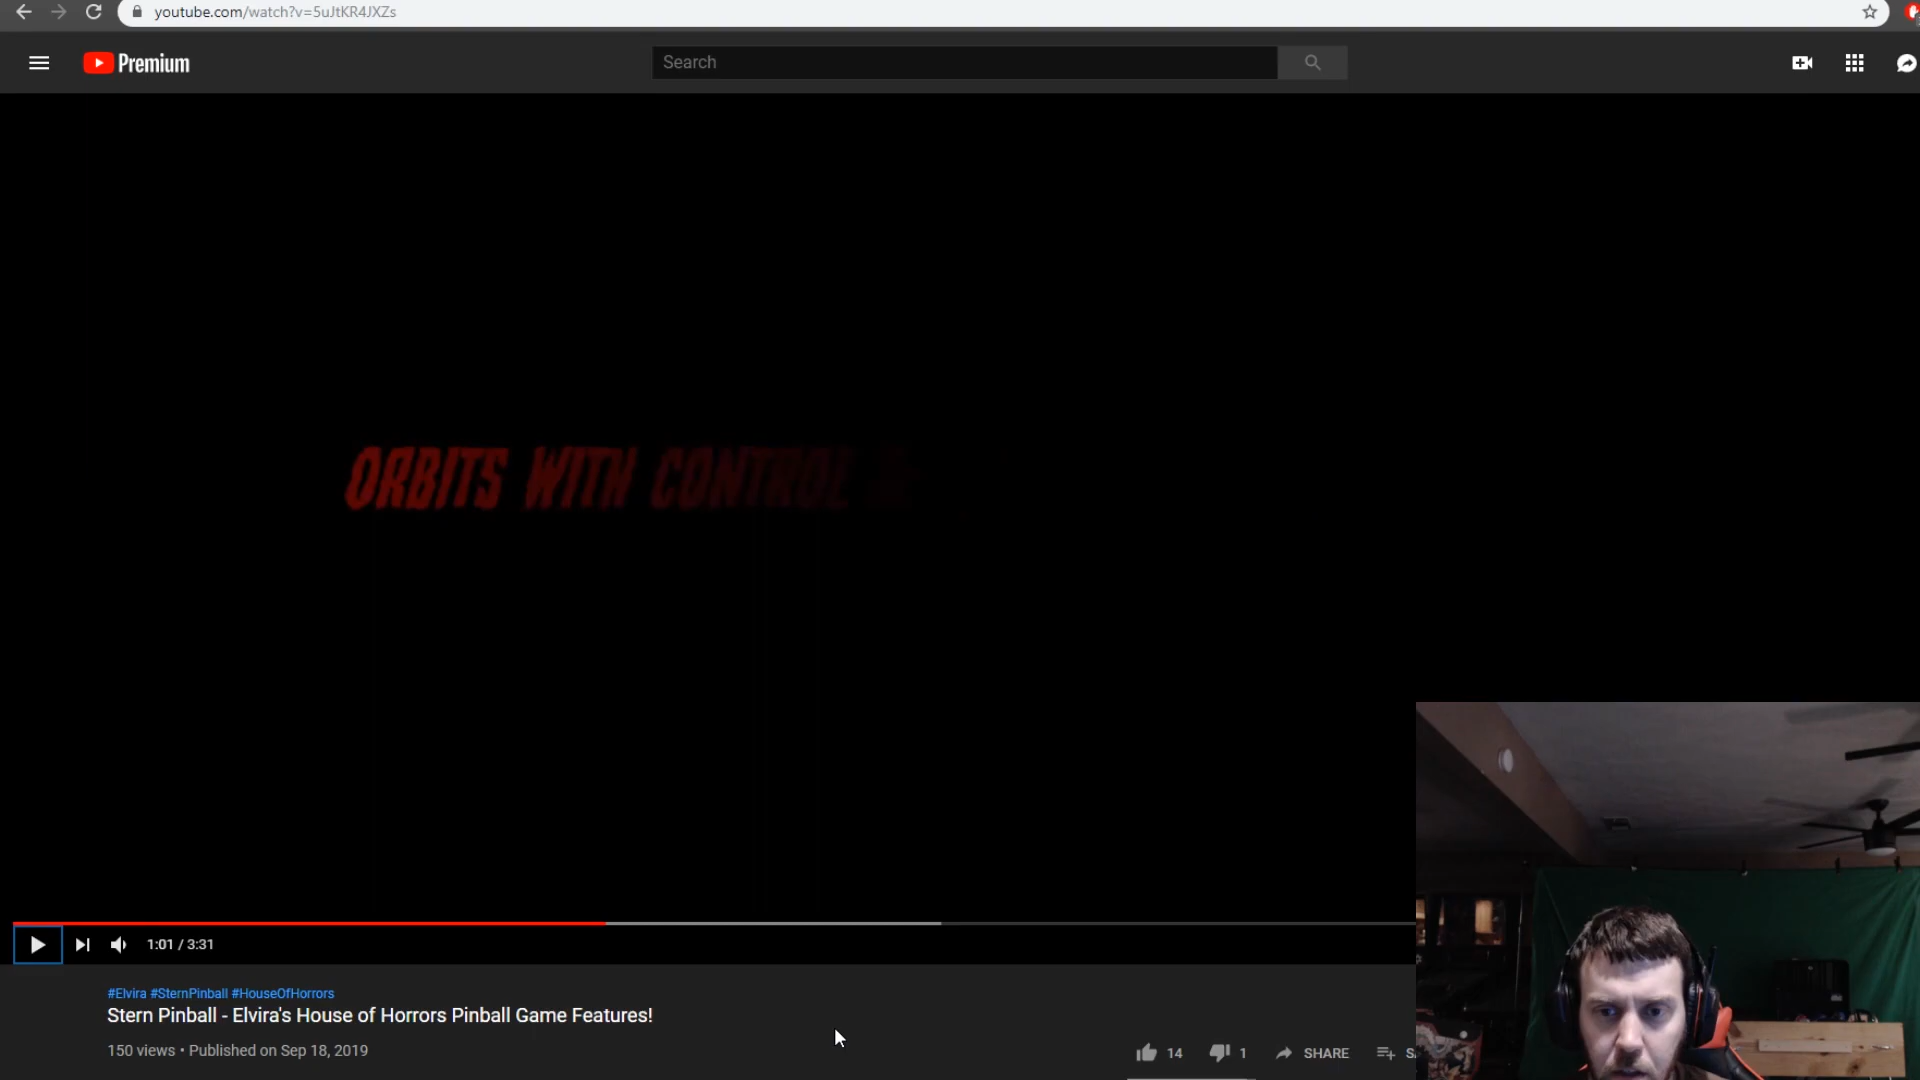 youtube.com/watch?v=5uJtKR4JXZs
Premium
Search
ORBITS WITH CONTROL
1:01 / 3:31
#Elvira #SternPinball #HouseOfHorrors
Stern Pinball - Elvira's House of Horrors Pinball Game Features!
150 views • Published on Sep 18, 2019
14 1 SHARE